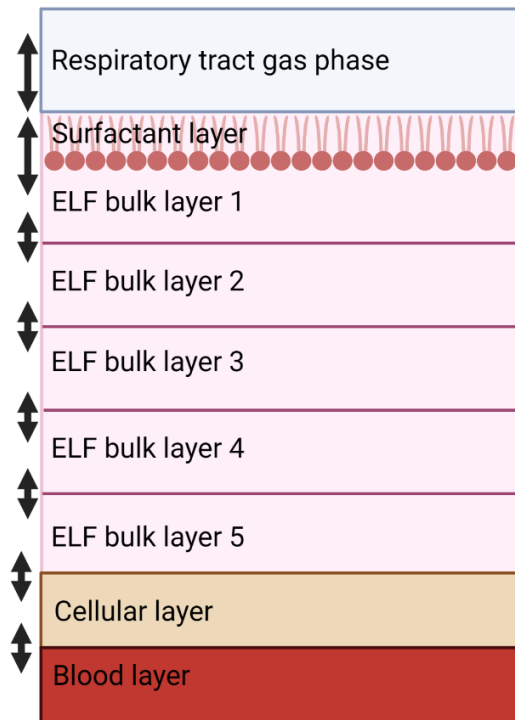 Respiratory tract gas phase
Surfactant layer
ELF bulk layer 1
ELF bulk layer 2
ELF bulk layer 3
ELF bulk layer 4
ELF bulk layer 5
Cellular layer
Blood layer